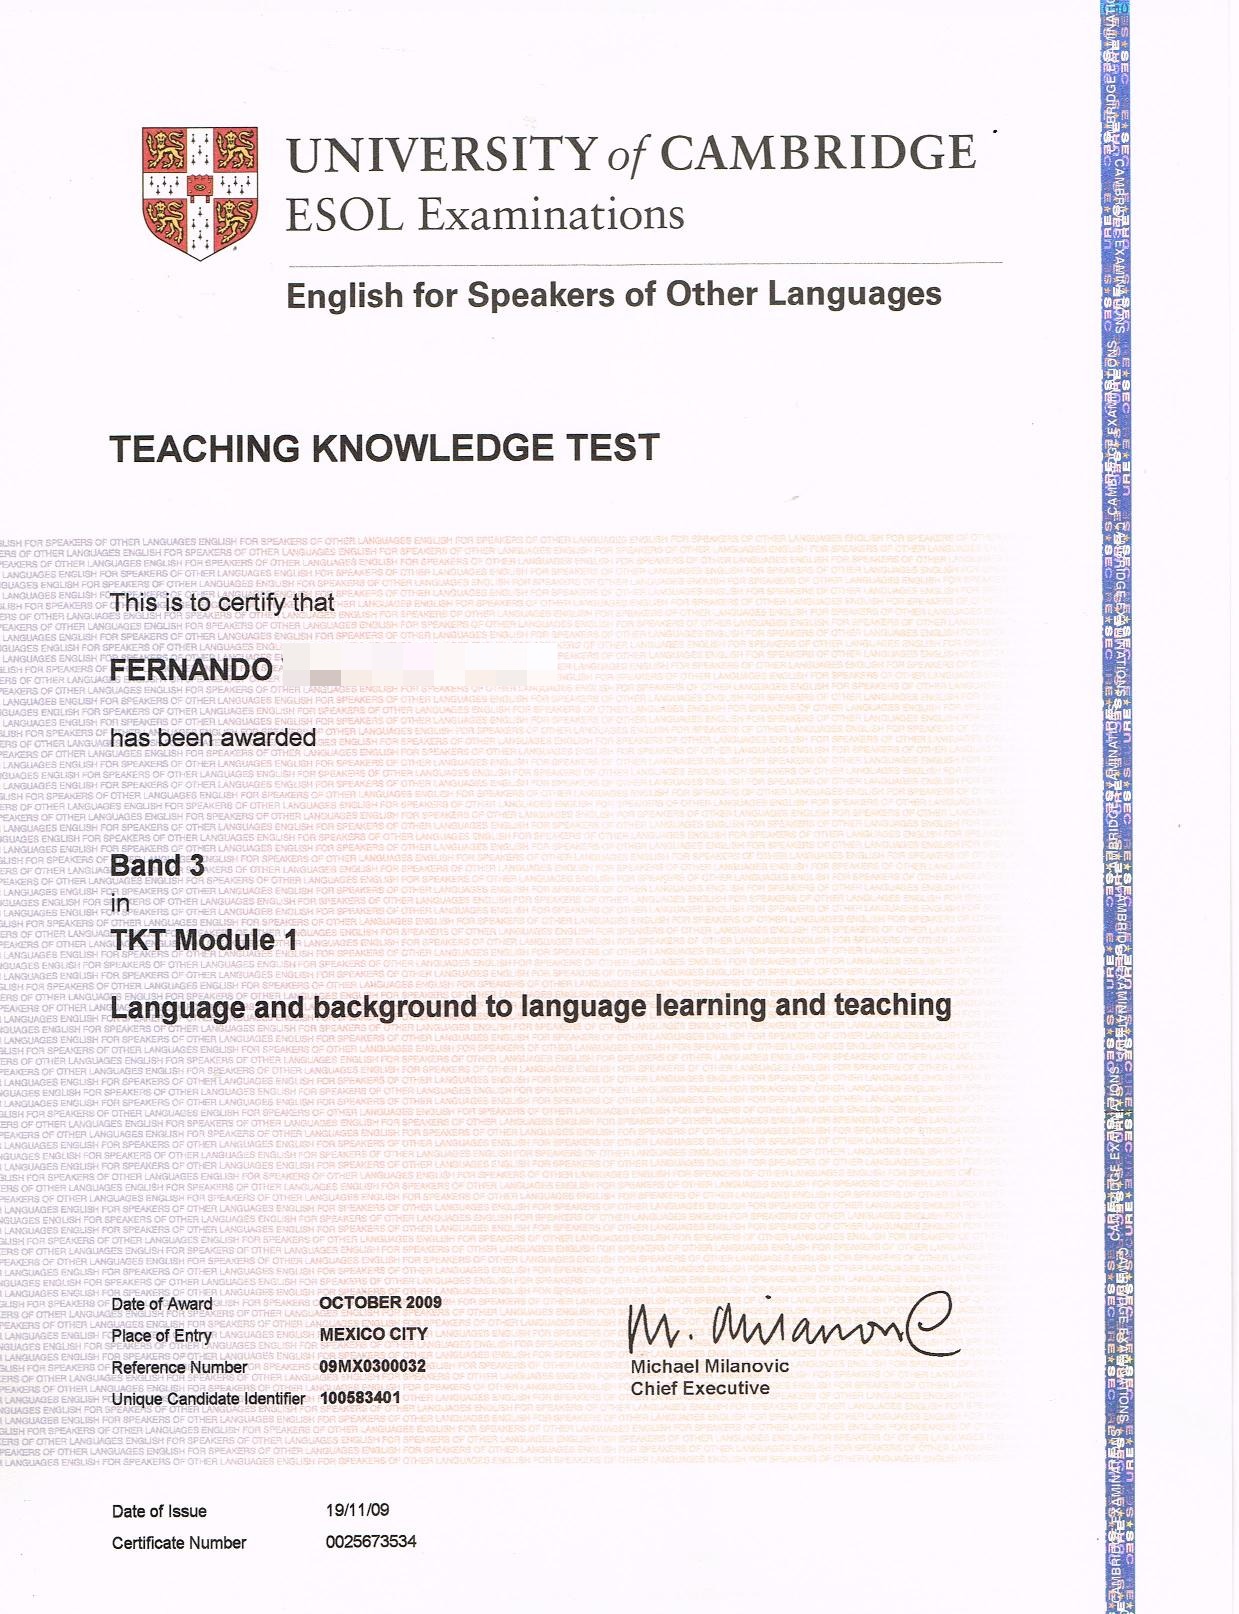 UNIVERSITY of CAMBRIDGE
ESOL Examinations
English for Speakers of Other Languages
TEACHING KNOWLEDGE TEST
This is to certify that
FERNANDO
has been awarded
Band 3
in
TKT Module 1
Language and background to language learning and teaching
Date of Award OCTOBER 2009
Place of Entry MEXICO CITY
Reference Number 09MX0300032
Unique Candidate Identifier 100583401
M. Milanovic
Michael Milanovic
Chief Executive
Date of Issue 19/11/09
Certificate Number 0025673534